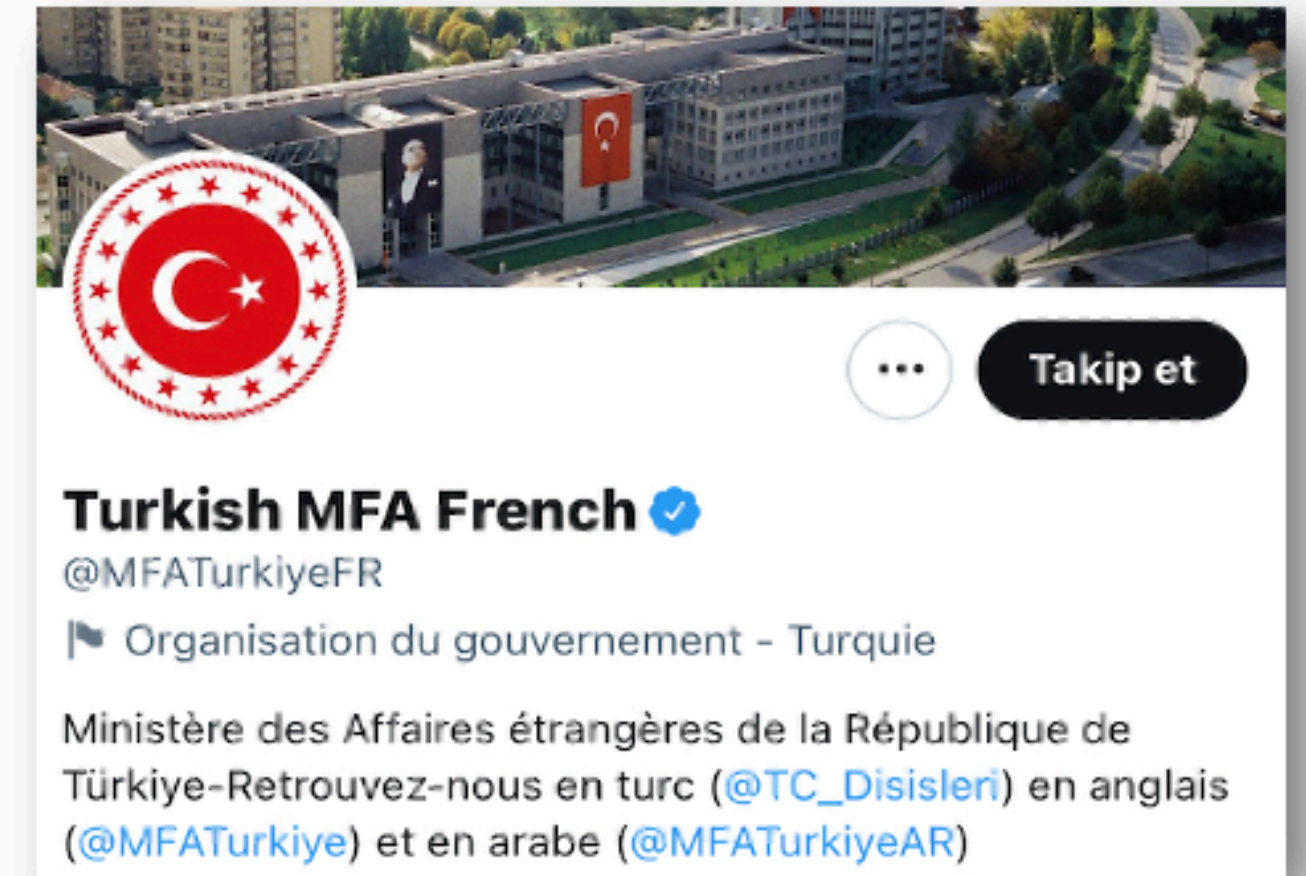 Takip et
Turkish MFA French
@MFATurkiyeFR
Organisation du gouvernement - Turquie
Ministère des Affaires étrangères de la République de
Türkiye-Retrouvez-nous en turc (@TC_Disisleri) en anglais
(@MFATurkiye) et en arabe (@MFATurkiyeAR)